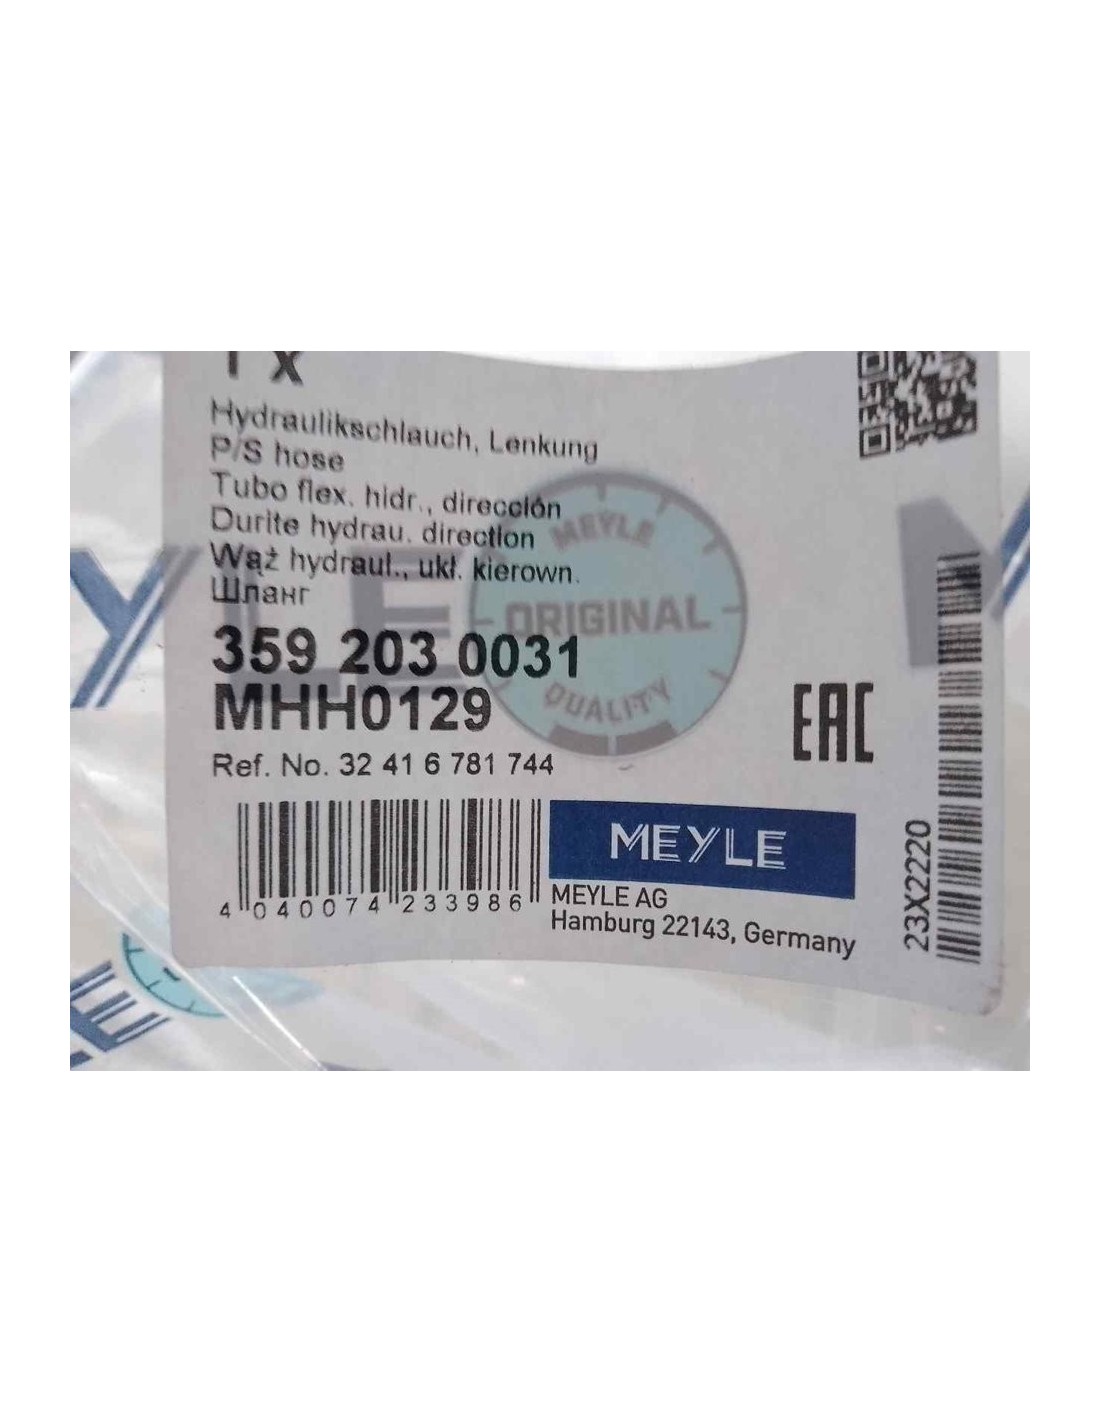 1 X
Hydraulikschlauch, Lenkung
P/S hose
Tubo flex. hidr., dirección
Durite hydrau. direction
Wąż hydraul., ukł. kierown.
Шланг
MEYLE
ORIGINAL
QUALITY
359 203 0031
MHH0129
Ref. No. 32 41 6 781 744
EAC
4 040074 233986
MEYLE
MEYLE AG
Hamburg 22143, Germany
23X2220